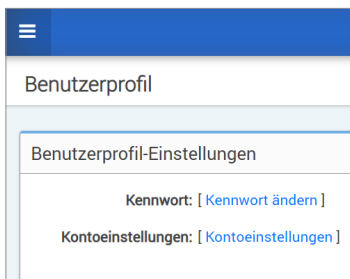 Benutzerprofil
Benutzerprofil-Einstellungen
Kennwort: [ Kennwort ändern ]
Kontoeinstellungen: [ Kontoeinstellungen ]